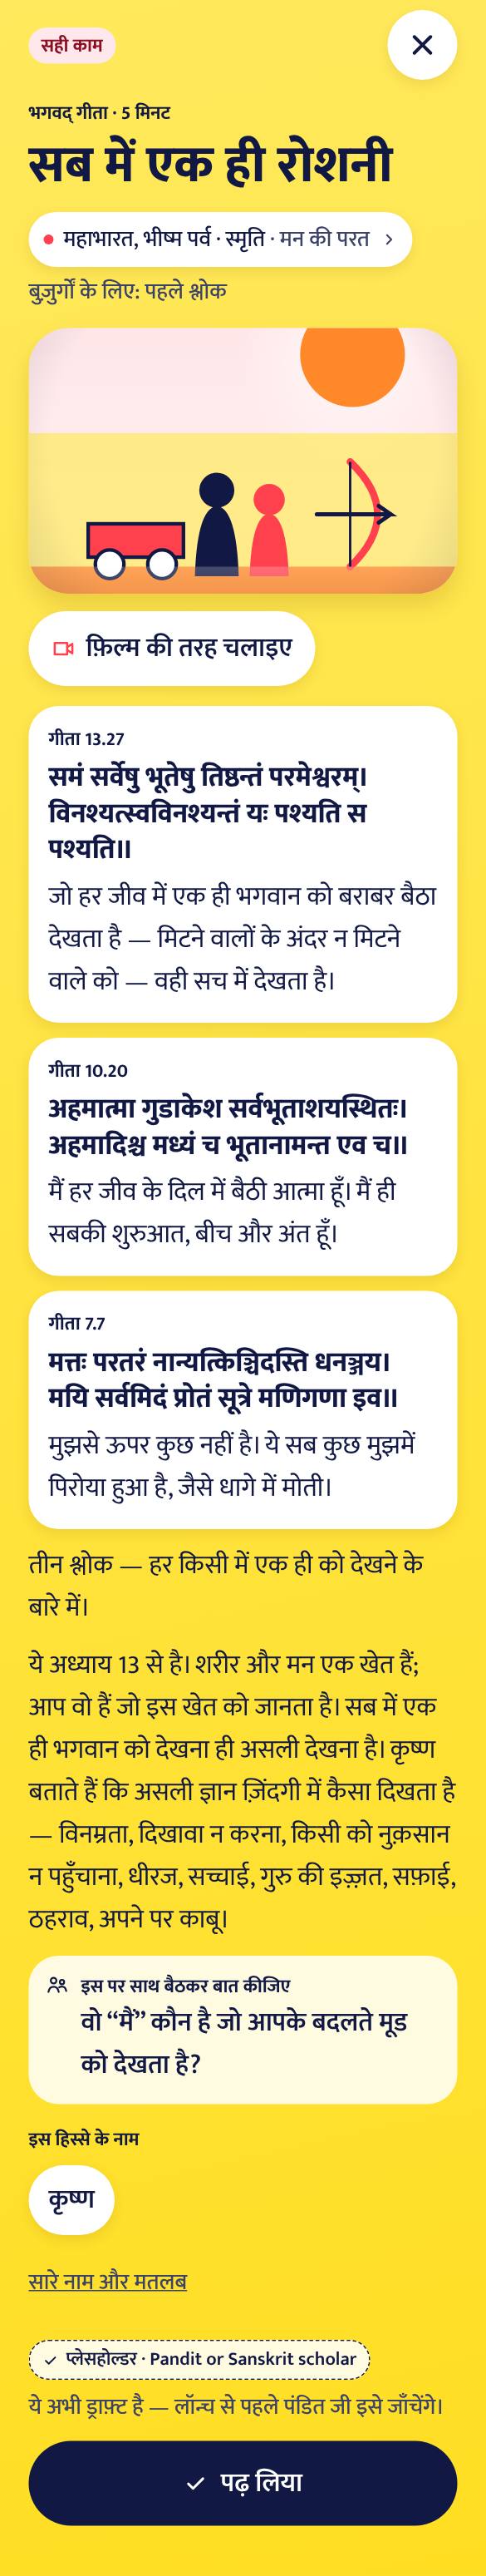 सही काम
भगवद् गीता · 5 मिनट
सब में एक ही रोशनी
महाभारत, भीष्म पर्व · स्मृति · मन की परत
बुज़ुर्गों के लिए: पहले श्लोक
फ़िल्म की तरह चलाइए
गीता 13.27
समं सर्वेषु भूतेषु तिष्ठन्तं परमेश्वरम्।
विनश्यत्स्वविनश्यन्तं यः पश्यति स
पश्यति॥
जो हर जीव में एक ही भगवान को बराबर बैठा
देखता है — मिटने वालों के अंदर न मिटने
वाले को — वही सच में देखता है।
गीता 10.20
अहमात्मा गुडाकेश सर्वभूताशयस्थितः।
अहमादिश्च मध्यं च भूतानामन्त एव च॥
मैं हर जीव के दिल में बैठी आत्मा हूँ। मैं ही
सबकी शुरुआत, बीच और अंत हूँ।
गीता 7.7
मत्तः परतरं नान्यत्किञ्चिदस्ति धनञ्जय।
मयि सर्वमिदं प्रोतं सूत्रे मणिगणा इव॥
मुझसे ऊपर कुछ नहीं है। ये सब कुछ मुझमें
पिरोया हुआ है, जैसे धागे में मोती।
तीन श्लोक — हर किसी में एक ही को देखने के
बारे में।
ये अध्याय 13 से है। शरीर और मन एक खेत हैं;
आप वो हैं जो इस खेत को जानता है। सब में एक
ही भगवान को देखना ही असली देखना है। कृष्ण
बताते हैं कि असली ज्ञान ज़िंदगी में कैसा दिखता है
— विनम्रता, दिखावा न करना, किसी को नुक़सान
न पहुँचाना, धीरज, सच्चाई, गुरु की इज़्ज़त, सफ़ाई,
ठहराव, अपने पर काबू।
इस पर साथ बैठकर बात कीजिए
वो “मैं” कौन है जो आपके बदलते मूड
को देखता है?
इस हिस्से के नाम
कृष्ण
सारे नाम और मतलब
प्लेसहोल्डर · Pandit or Sanskrit scholar
ये अभी ड्राफ़्ट है — लॉन्च से पहले पंडित जी इसे जाँचेंगे।
पढ़ लिया